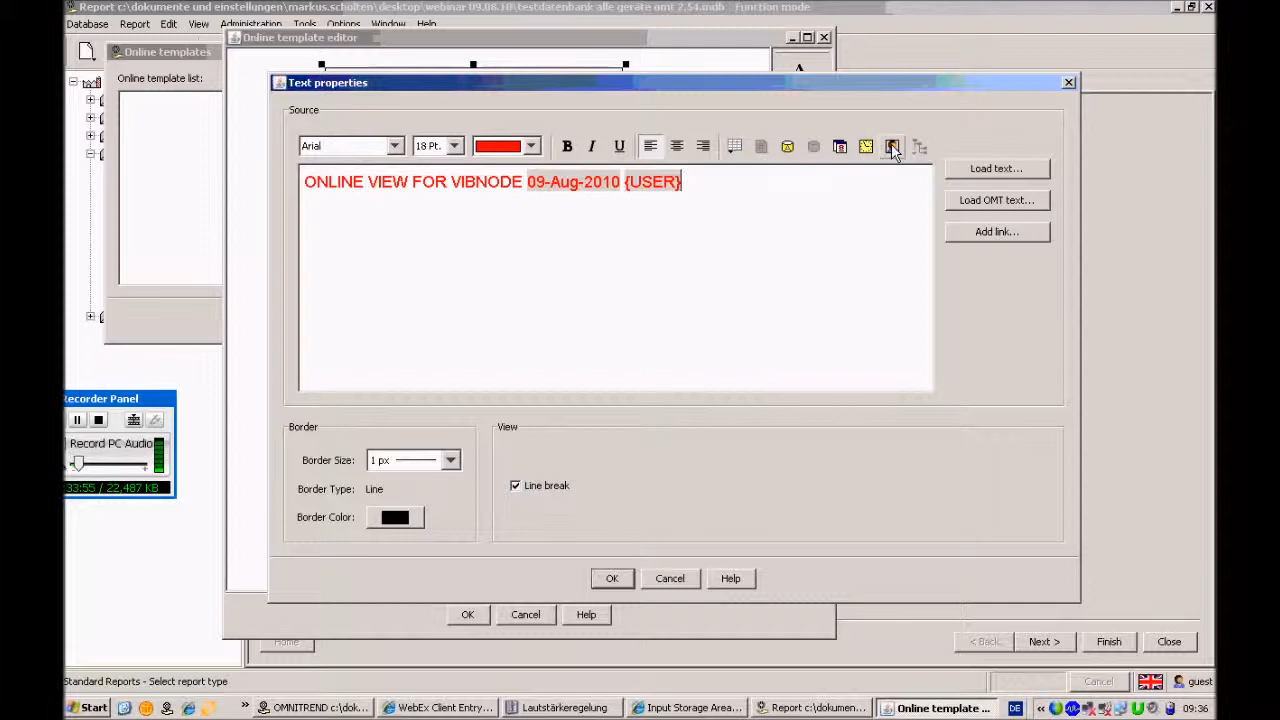 Report c:\dokumente und einstellungen\markus.scholten\desktop\webinar 09.08.10\testdatenbank alle geräte omt 2.54.mdb - Function mode
Database Report Edit View Administration Tools Options Window Help
Online template editor
Online templates
Online template list:
A
Text properties
Source
Arial 18 Pt. B I U
Load text...
ONLINE VIEW FOR VIBNODE 09-Aug-2010 {USER}
Load OMT text...
Add link...
Recorder Panel
Record PC Audio
33:55 / 22,487 KB
Border
View
Border Size: 1 px
Border Type: Line
Line break
Border Color:
OK Cancel Help
OK Cancel Help
Home < Back Next > Finish Close
Standard Reports - Select report type Cancel guest
Start » OMNITREND c:\dok... WebEx Client Entry... Lautstärkeregelung Input Storage Area... Report c:\dokumen... Online template ... DE 09:36